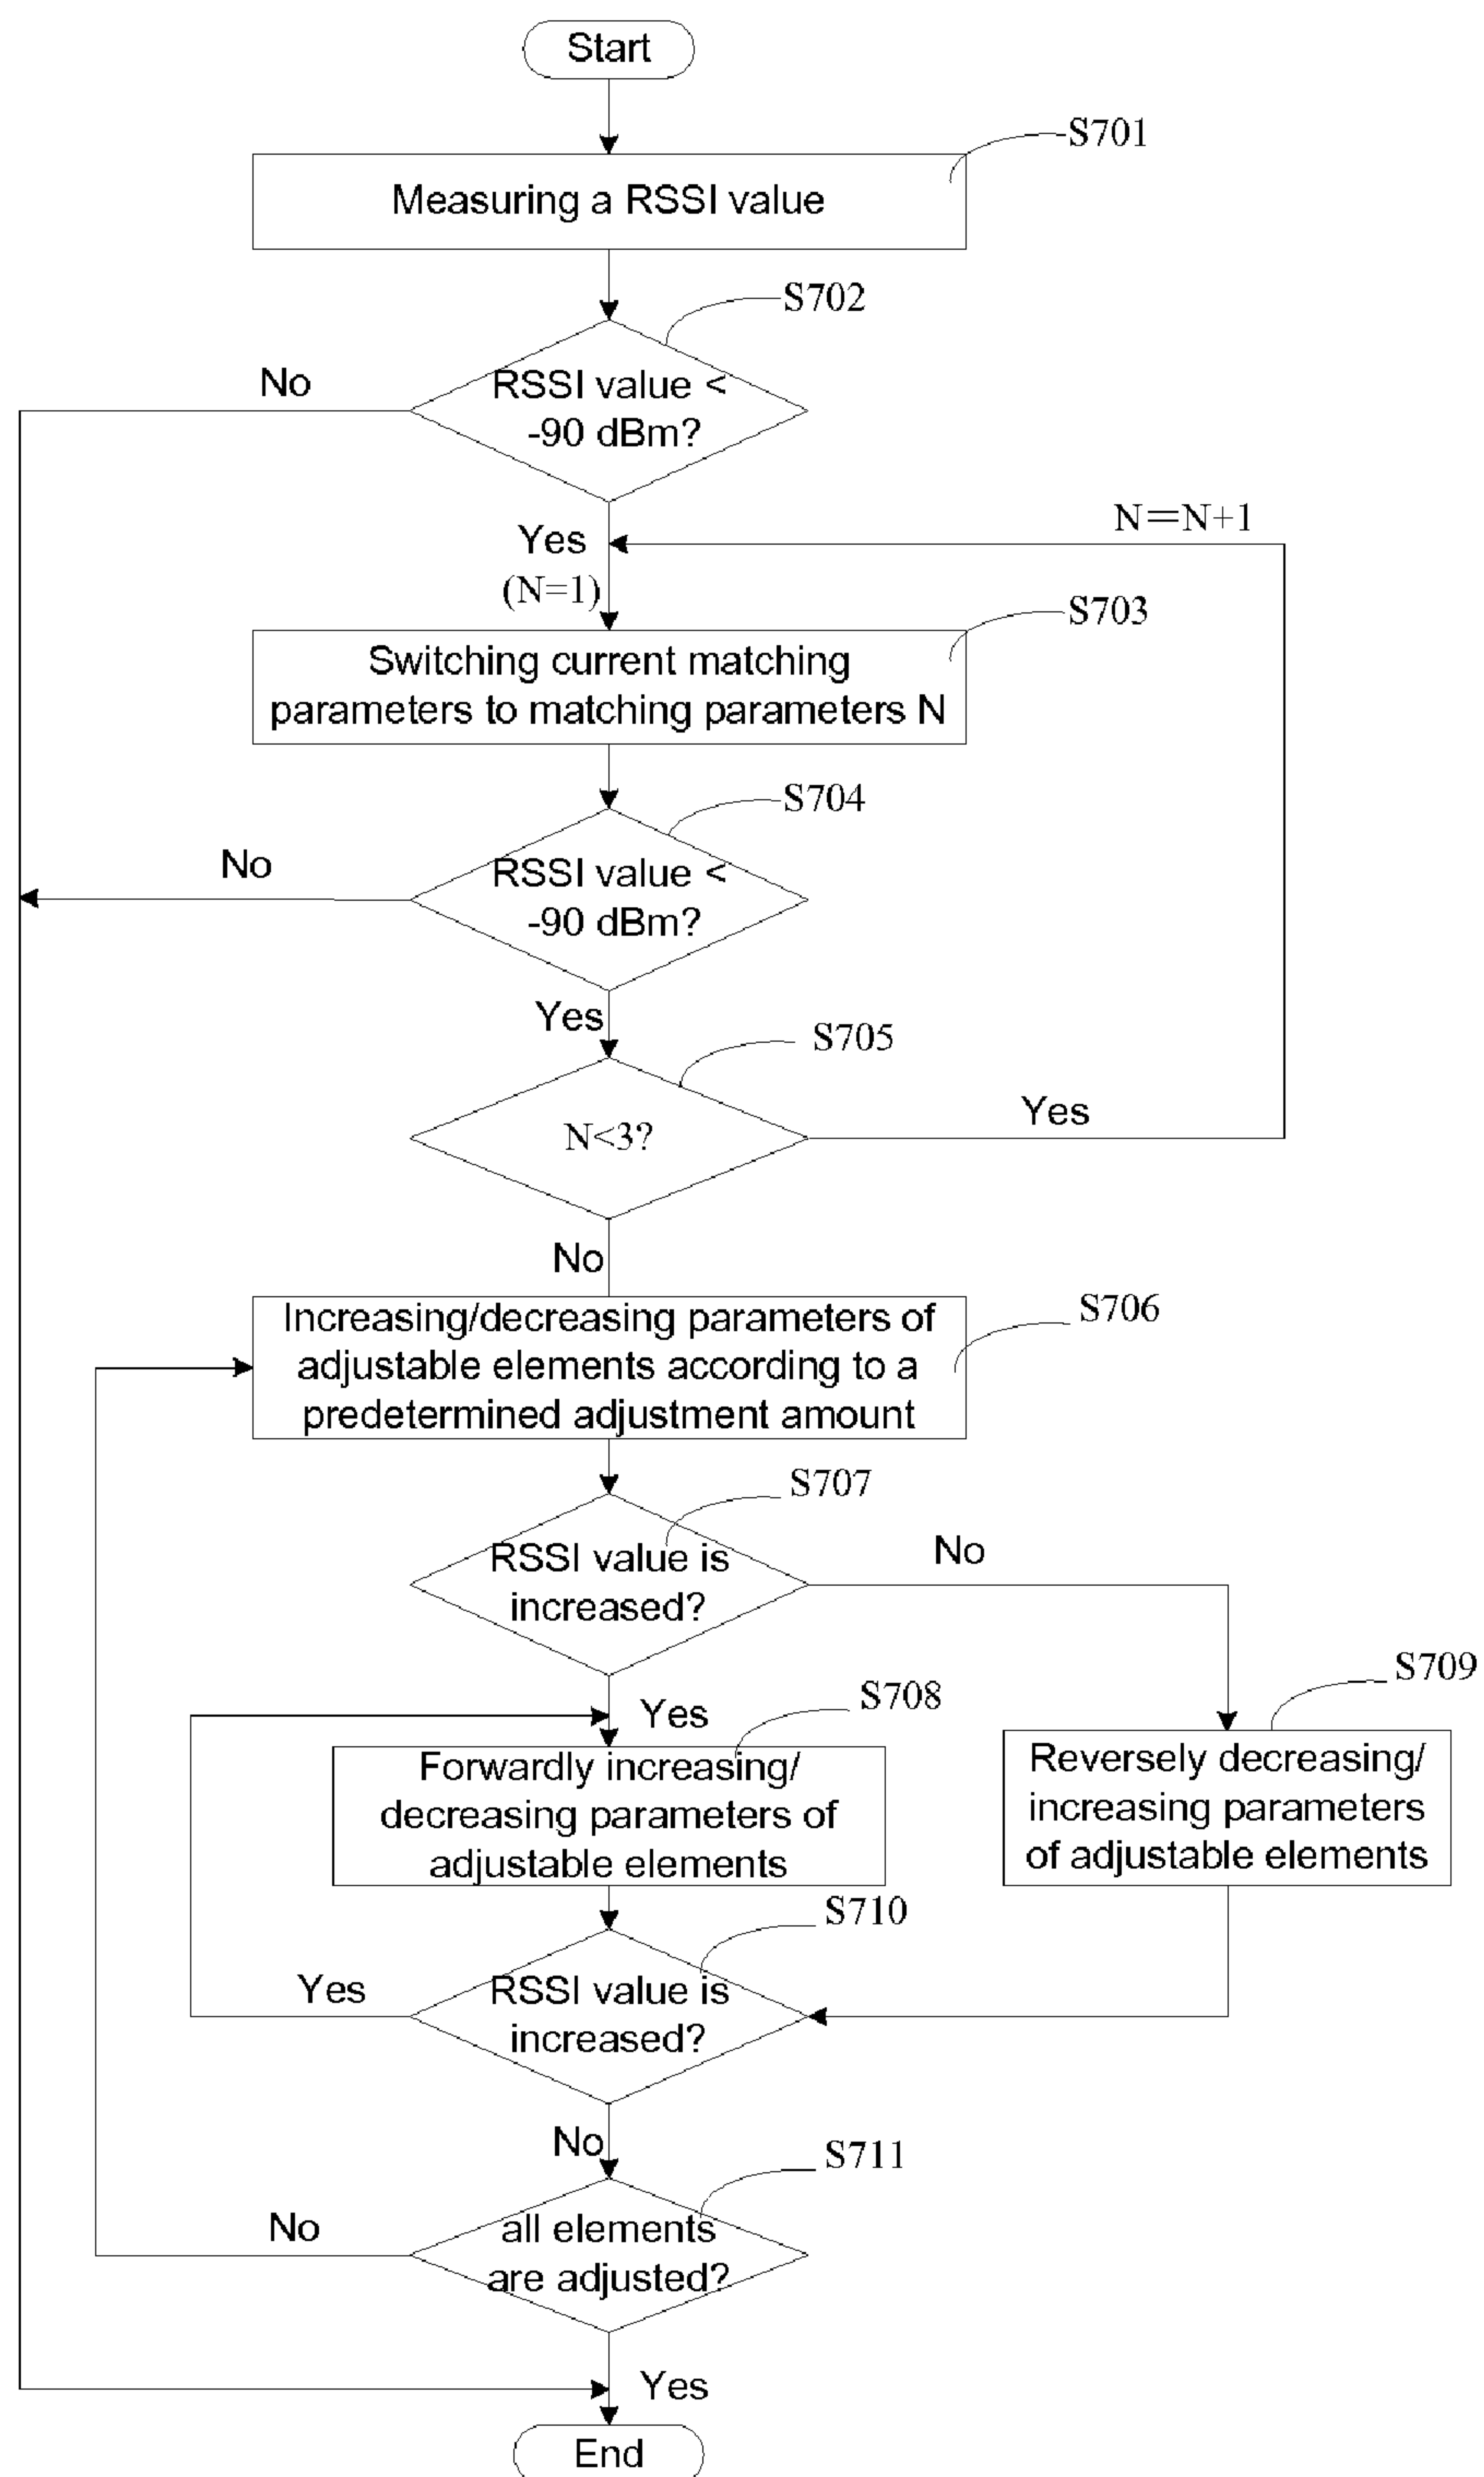 Start
S701
Measuring a RSSI value
S702
No
RSSI value <
-90 dBm?
N=N+1
Yes
(N=1)
S703
Switching current matching
parameters to matching parameters N
S704
No
RSSI value <
-90 dBm?
Yes
S705
N<3?
Yes
No
S706
Increasing/decreasing parameters of
adjustable elements according to a
predetermined adjustment amount
S707
No
RSSI value is
increased?
S709
Yes
S708
Forwardly increasing/
decreasing parameters of
adjustable elements
Reversely decreasing/
increasing parameters
of adjustable elements
S710
Yes
RSSI value is
increased?
No
S711
No
all elements
are adjusted?
Yes
End